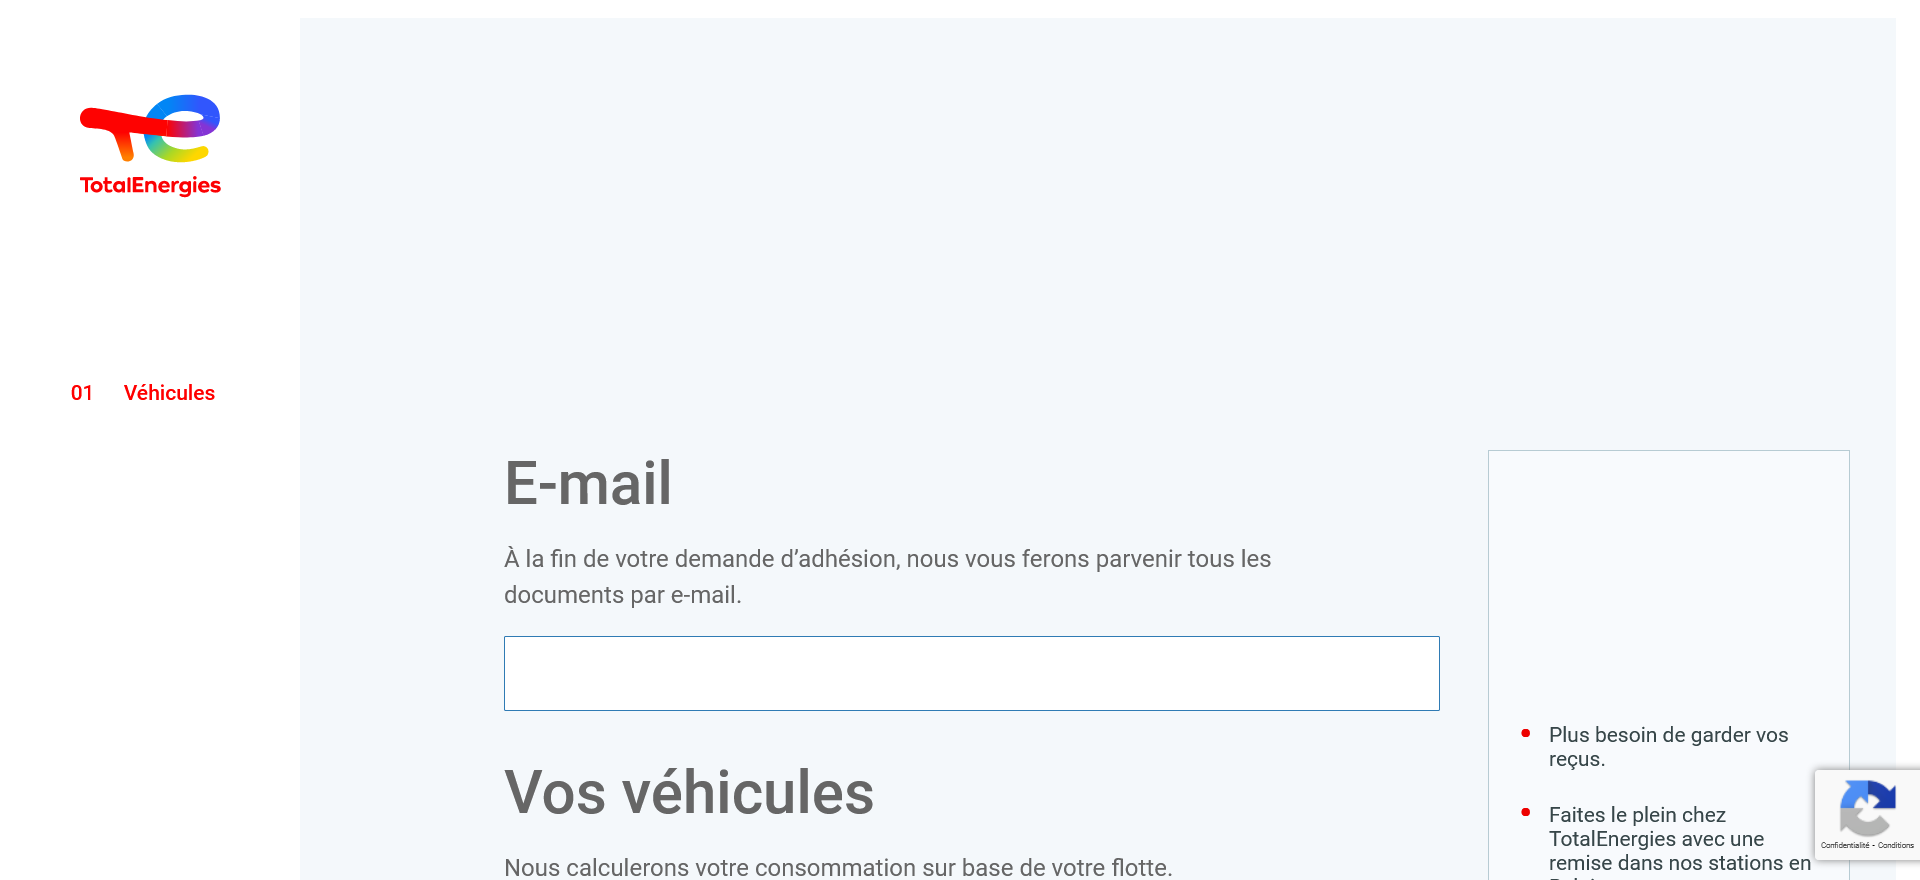 TotalEnergies
01 Véhicules
E-mail
À la fin de votre demande d’adhésion, nous vous ferons parvenir tous les
documents par e-mail.
Vos véhicules
Nous calculerons votre consommation sur base de votre flotte.
Plus besoin de garder vos
reçus.
Faites le plein chez
TotalEnergies avec une
remise dans nos stations en
Confidentialité - Conditions